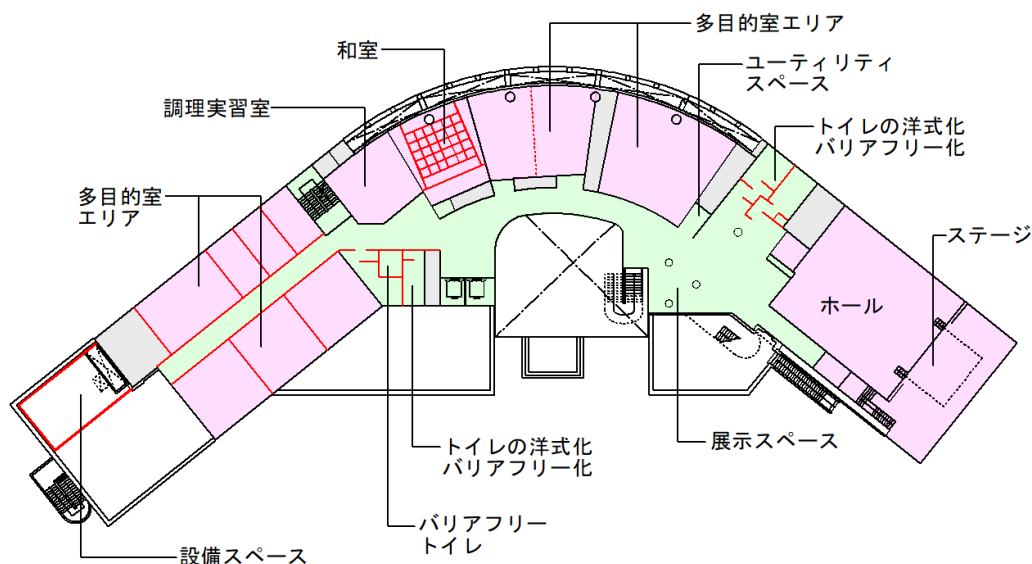 多目的室エリア
和室
ユーティリティ
スペース
調理実習室
トイレの洋式化
バリアフリー化
多目的室
エリア
ステージ
ホール
展示スペース
トイレの洋式化
バリアフリー化
バリアフリー
トイレ
設備スペース